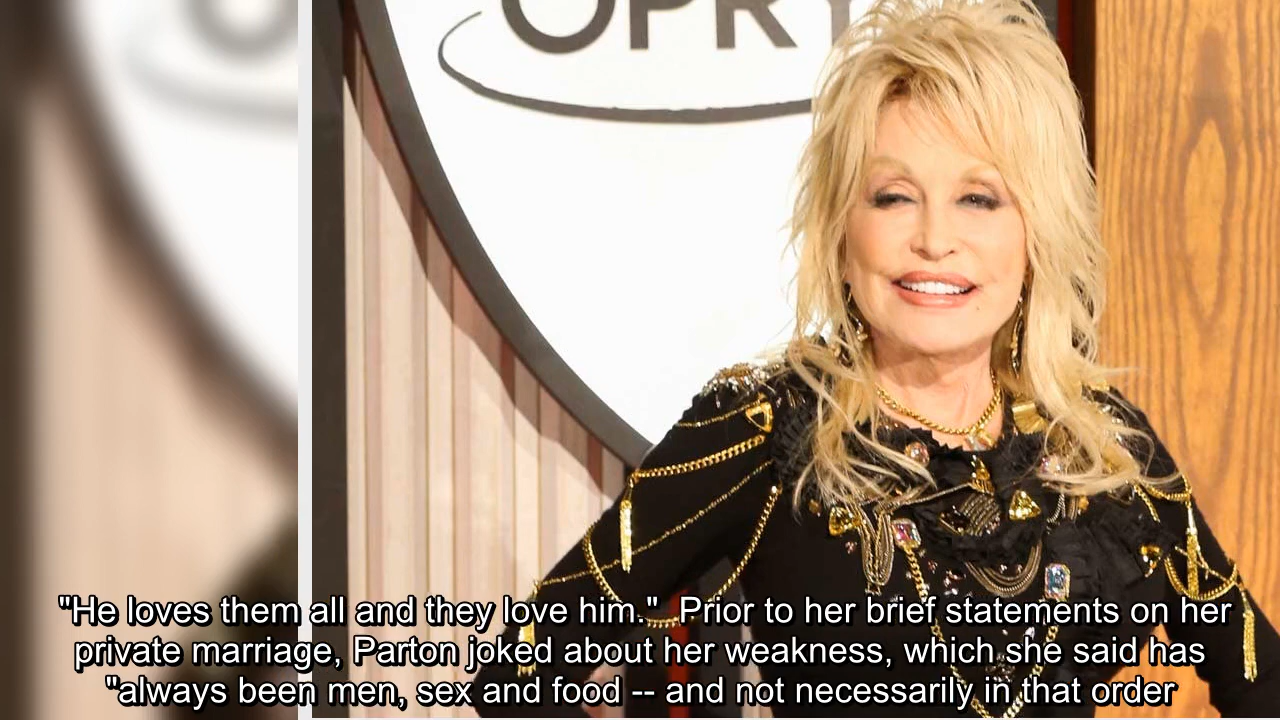 OPRY
"He loves them all and they love him."  Prior to her brief statements on her
private marriage, Parton joked about her weakness, which she said has
"always been men, sex and food -- and not necessarily in that order